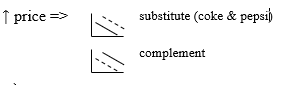 ↑ price => substitute (coke & pepsi)
complement